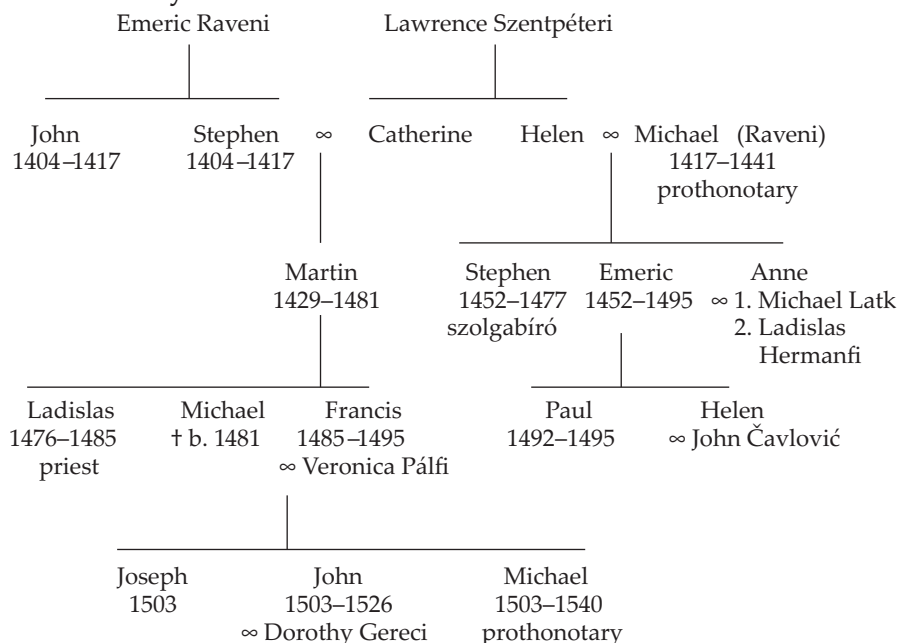 Emeric Raveni Lawrence Szentpéteri
John Stephen ∞ Catherine Helen ∞ Michael (Raveni)
1404–1417 1404–1417 1417–1441
prothonotary
Martin Stephen Emeric Anne
1429–1481 1452–1477 1452–1495 ∞ 1. Michael Latk
szolgabíró 2. Ladislas
Hermanfi
Ladislas Michael Francis Paul Helen
1476–1485 † b. 1481 1485–1495 1492–1495 ∞ John Čavlović
priest ∞ Veronica Pálfi
Joseph John Michael
1503 1503–1526 1503–1540
∞ Dorothy Gereci prothonotary